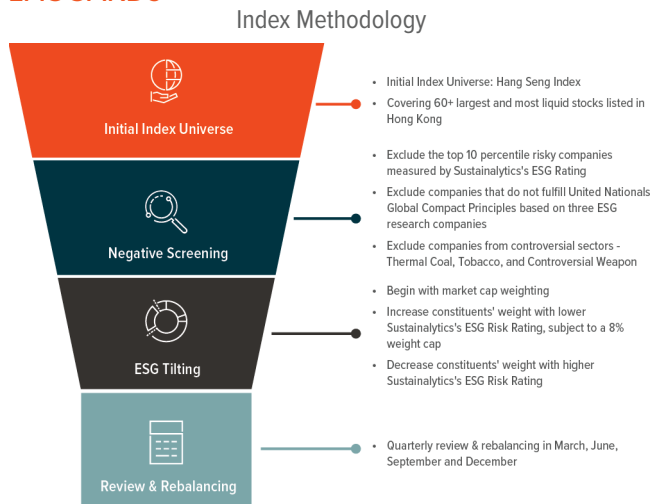 Index Methodology
Initial Index Universe
• Initial Index Universe: Hang Seng Index
• Covering 60+ largest and most liquid stocks listed in
Hong Kong
Negative Screening
• Exclude the top 10 percentile risky companies
measured by Sustainalytics's ESG Rating
• Exclude companies that do not fulfill United Nationals
Global Compact Principles based on three ESG
research companies
• Exclude companies from controversial sectors -
Thermal Coal, Tobacco, and Controversial Weapon
ESG Tilting
• Begin with market cap weighting
• Increase constituents' weight with lower
Sustainalytics's ESG Risk Rating, subject to a 8%
weight cap
• Decrease constituents' weight with higher
Sustainalytics's ESG Risk Rating
Review & Rebalancing
• Quarterly review & rebalancing in March, June,
September and December